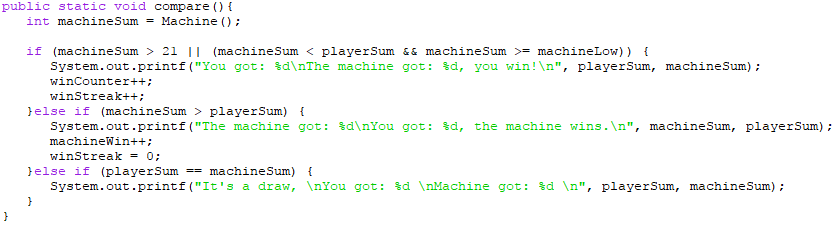 public static void compare(){
int machineSum = Machine();
if (machineSum > 21 || (machineSum < playerSum && machineSum >= machineLow)) {
System.out.printf("You got: %d\nThe machine got: %d, you win!\n", playerSum, machineSum);
winCounter++;
winStreak++;
}else if (machineSum > playerSum) {
System.out.printf("The machine got: %d\nYou got: %d, the machine wins.\n", machineSum, playerSum);
machineWin++;
winStreak = 0;
}else if (playerSum == machineSum) {
System.out.printf("It's a draw, \nYou got: %d \nMachine got: %d \n", playerSum, machineSum);
}
}